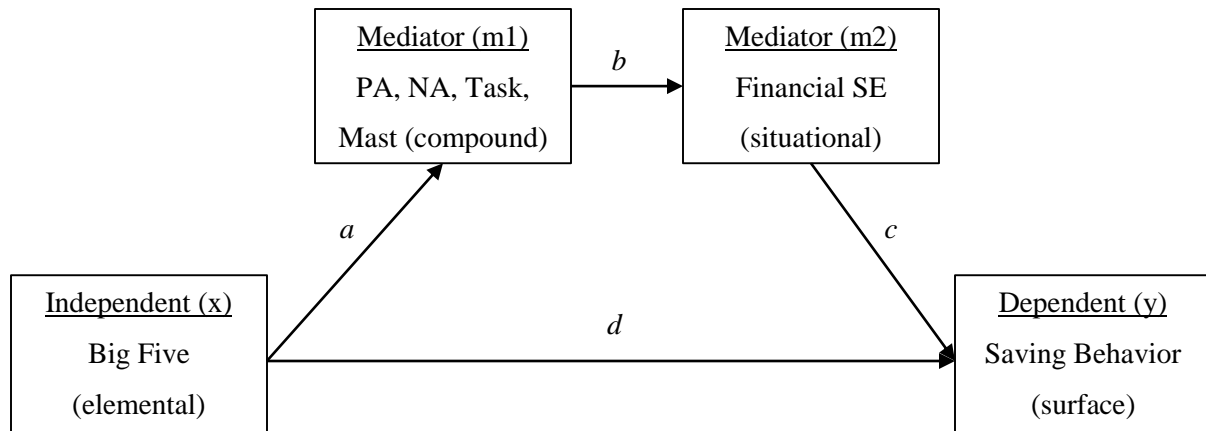 Mediator (m1)
PA, NA, Task,
Mast (compound)
b
Mediator (m2)
Financial SE
(situational)
a
c
Independent (x)
Big Five
(elemental)
d
Dependent (y)
Saving Behavior
(surface)